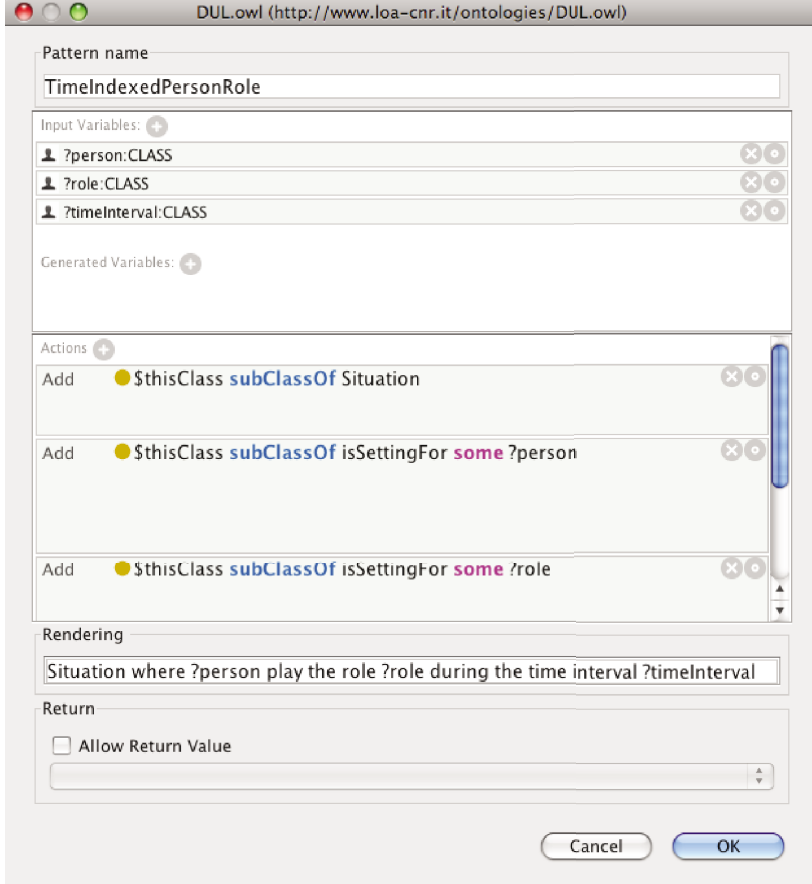 DUL.owl (http://www.loa-cnr.it/ontologies/DUL.owl)
Pattern name
TimeIndexedPersonRole
Input Variables:
?person:CLASS
?role:CLASS
?timeInterval:CLASS
Generated Variables:
Actions
Add $thisClass subClassOf Situation
Add $thisClass subClassOf isSettingFor some ?person
Add $thisClass subClassOf isSettingFor some ?role
Rendering
Situation where ?person play the role ?role during the time interval ?timeInterval
Return
Allow Return Value
Cancel OK